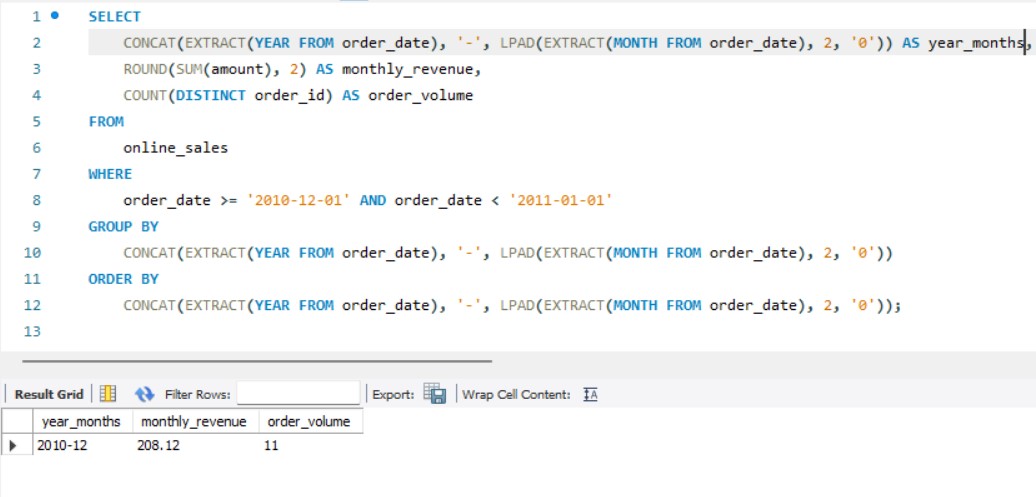 1 SELECT
2 CONCAT(EXTRACT(YEAR FROM order_date), '-', LPAD(EXTRACT(MONTH FROM order_date), 2, '0')) AS year_months,
3 ROUND(SUM(amount), 2) AS monthly_revenue,
4 COUNT(DISTINCT order_id) AS order_volume
5 FROM
6 online_sales
7 WHERE
8 order_date >= '2010-12-01' AND order_date < '2011-01-01'
9 GROUP BY
10 CONCAT(EXTRACT(YEAR FROM order_date), '-', LPAD(EXTRACT(MONTH FROM order_date), 2, '0'))
11 ORDER BY
12 CONCAT(EXTRACT(YEAR FROM order_date), '-', LPAD(EXTRACT(MONTH FROM order_date), 2, '0'));
13
Result Grid Filter Rows: Export: Wrap Cell Content: IA
year_months monthly_revenue order_volume
2010-12 208.12 11